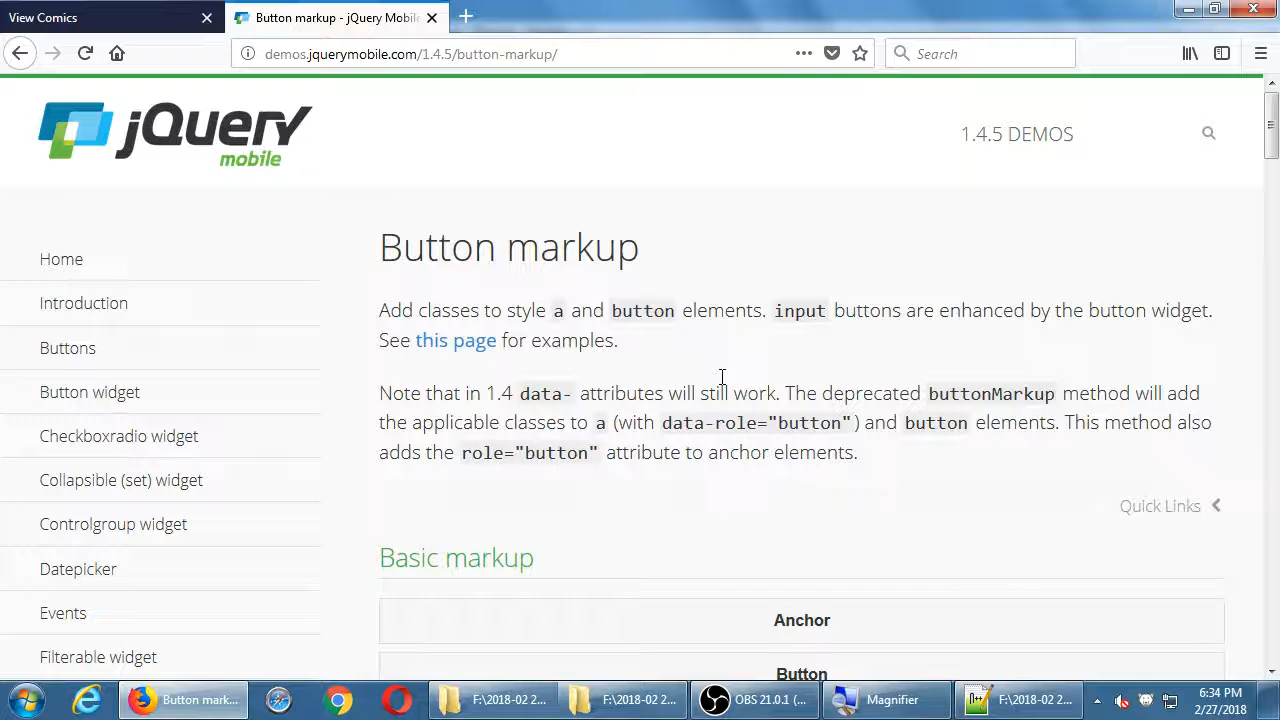 View Comics
Button markup - jQuery Mobile
demos.jquerymobile.com/1.4.5/button-markup/
Search
jQuery
mobile
1.4.5 DEMOS
Home
Introduction
Buttons
Button widget
Checkboxradio widget
Collapsible (set) widget
Controlgroup widget
Datepicker
Events
Filterable widget
Button markup
Add classes to style a and button elements. input buttons are enhanced by the button widget.
See this page for examples.
Note that in 1.4 data- attributes will still work. The deprecated buttonMarkup method will add
the applicable classes to a (with data-role="button") and button elements. This method also
adds the role="button" attribute to anchor elements.
Quick Links
Basic markup
Anchor
Button
Button mark...
F:\2018-02 2...
F:\2018-02 2...
OBS 21.0.1 (...
Magnifier
F:\2018-02 2...
6:34 PM
2/27/2018